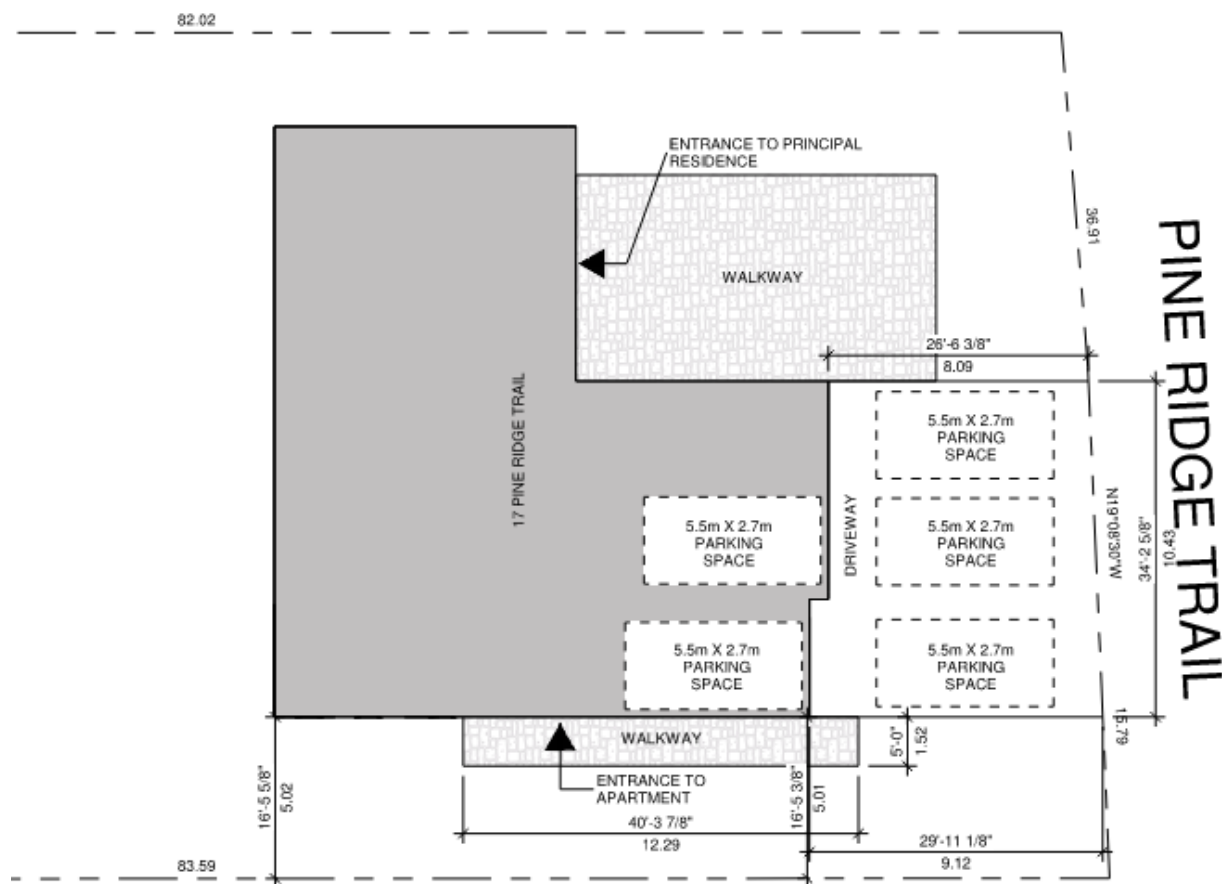 82.02
ENTRANCE TO PRINCIPAL
RESIDENCE
36.91
PINE RIDGE TRAIL
WALKWAY
26'-6 3/8"
8.09
17 PINE RIDGE TRAIL
5.5m X 2.7m
PARKING
SPACE
5.5m X 2.7m
PARKING
SPACE
DRIVEWAY
5.5m X 2.7m
PARKING
SPACE
N19°08'30"W
34'-2 5/8"
10.43
5.5m X 2.7m
PARKING
SPACE
5.5m X 2.7m
PARKING
SPACE
15.79
WALKWAY
5'-0"
1.52
16'-5 5/8"
5.02
ENTRANCE TO
APARTMENT
16'-5 3/8"
5.01
40'-3 7/8"
12.29
29'-11 1/8"
9.12
83.59